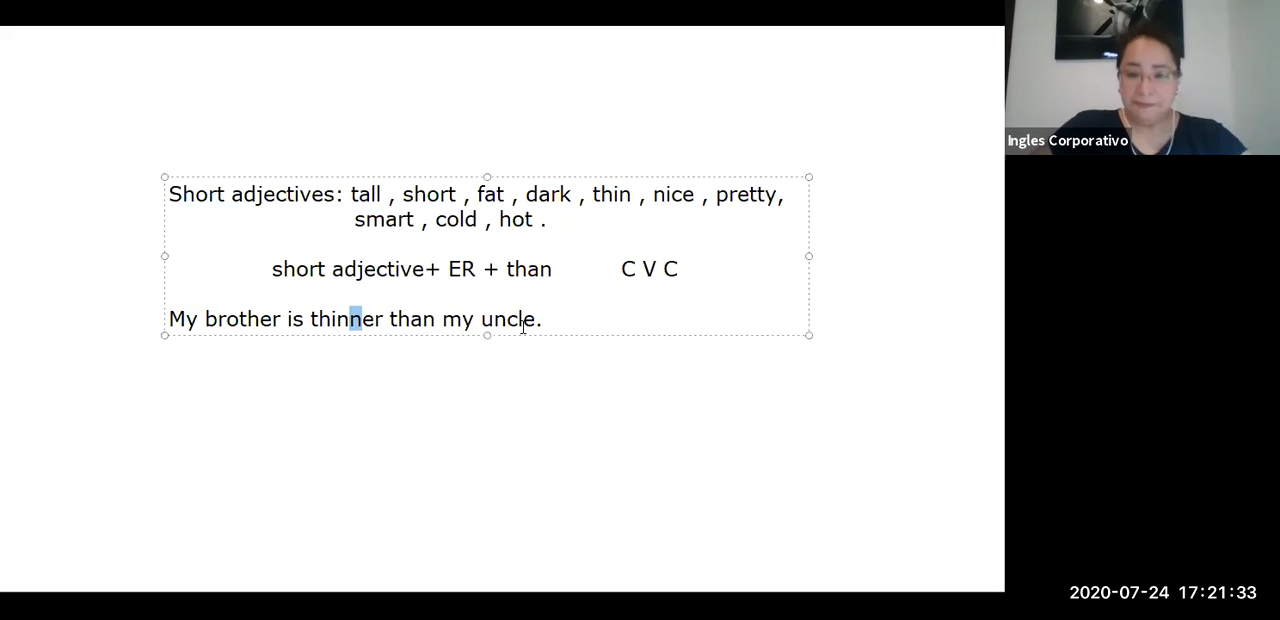 Short adjectives: tall , short , fat , dark , thin , nice , pretty,
smart , cold , hot .
short adjective+ ER + than C V C
My brother is thinner than my uncle.
Ingles Corporativo
2020-07-24 17:21:33